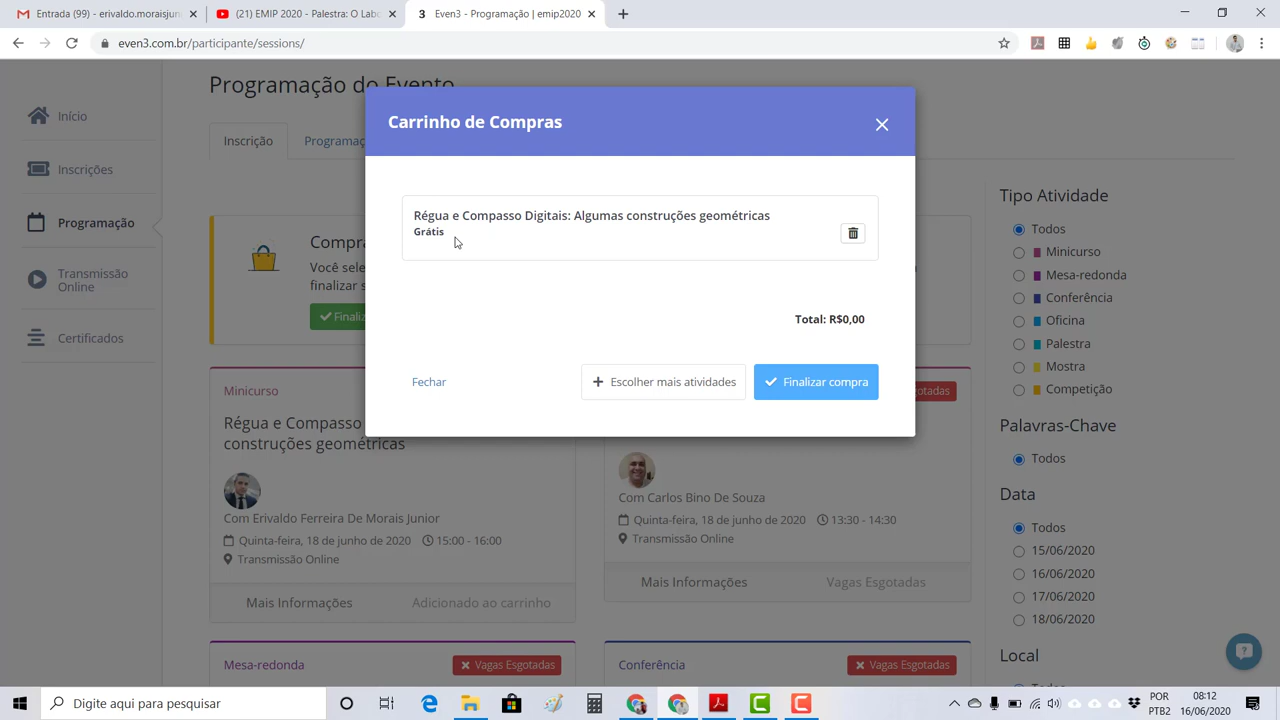 Entrada (99) - erivaldo.moraisjuni
(21) EMIP 2020 - Palestra: O Labe
Even3 - Programação | emip2020
even3.com.br/participante/sessions/
Programação do Evento
Início
Inscrições
Programação
Transmissão
Online
Certificados
Inscrição
Programaç
Compr
Você sele
finalizar s
Finaliz
Carrinho de Compras
Régua e Compasso Digitais: Algumas construções geométricas
Grátis
Total: R$0,00
Fechar
Escolher mais atividades
Finalizar compra
Minicurso
Régua e Compasso
construções geométricas
Com Erivaldo Ferreira De Morais Junior
Quinta-feira, 18 de junho de 2020
15:00 - 16:00
Transmissão Online
Mais Informações
Adicionado ao carrinho
gotadas
Com Carlos Bino De Souza
Quinta-feira, 18 de junho de 2020
13:30 - 14:30
Transmissão Online
Mais Informações
Vagas Esgotadas
Mesa-redonda
Vagas Esgotadas
Conferência
Vagas Esgotadas
Tipo Atividade
Todos
Minicurso
Mesa-redonda
Conferência
Oficina
Palestra
Mostra
Competição
Palavras-Chave
Todos
Data
Todos
15/06/2020
16/06/2020
17/06/2020
18/06/2020
Local
Digite aqui para pesquisar
POR
PTB2
08:12
16/06/2020